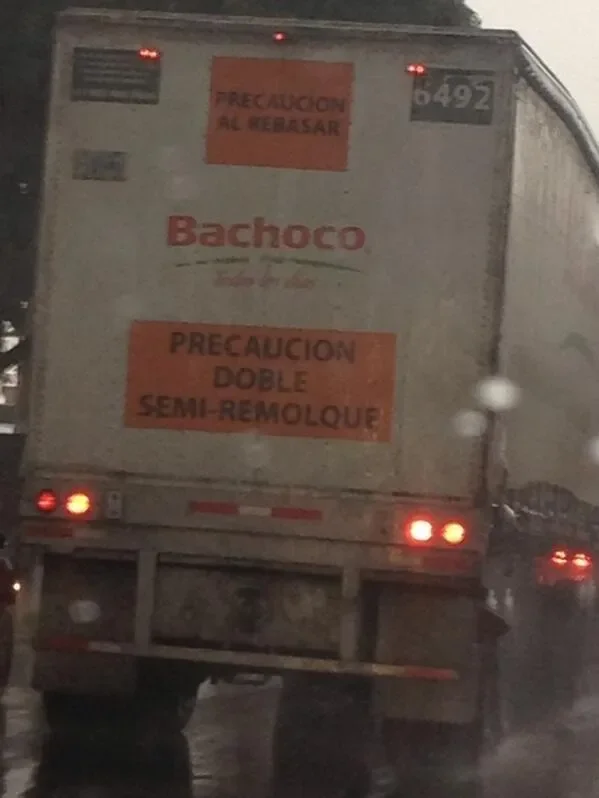 PRECAUCION
AL REBASAR
6492
Bachoco
PRECAUCION
DOBLE
SEMI-REMOLQUE